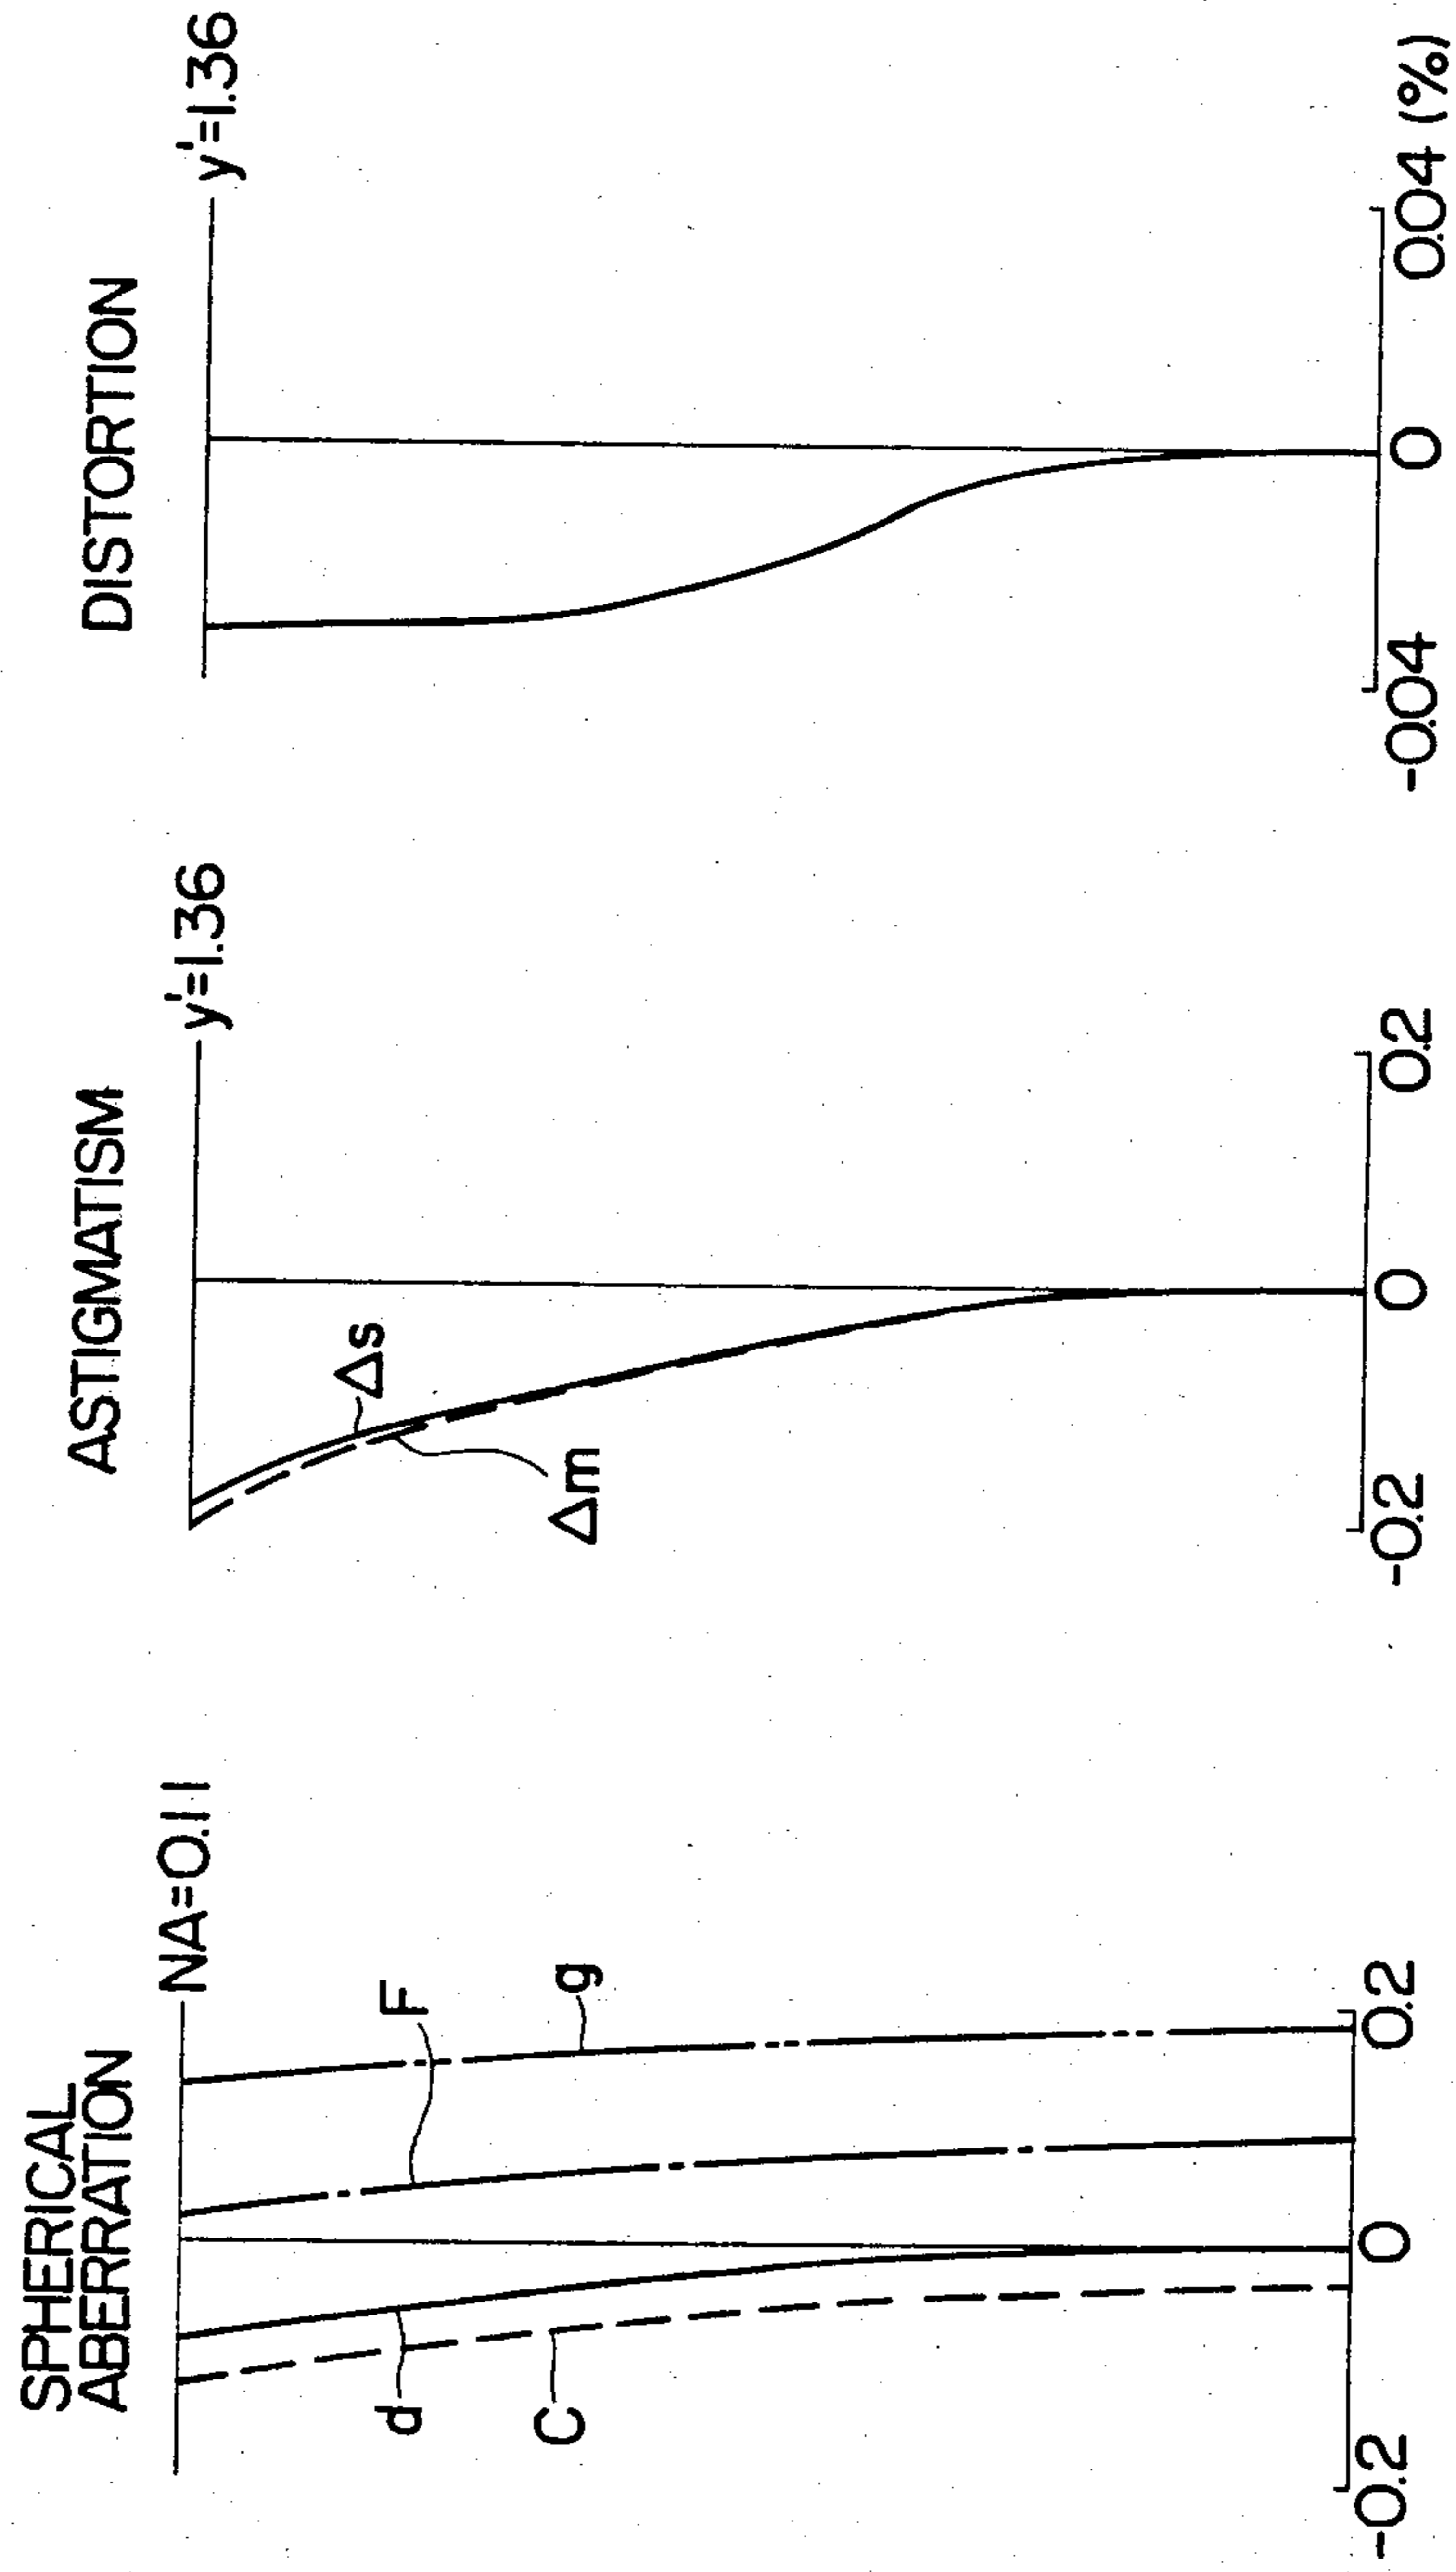 SPHERICAL
ABERRATION
NA=0.11
F
g
d
C
-0.2
0
0.2
ASTIGMATISM
y'=1.36
Δs
Δm
-0.2
0
0.2
DISTORTION
y'=1.36
-0.04
0
0.04 (%)